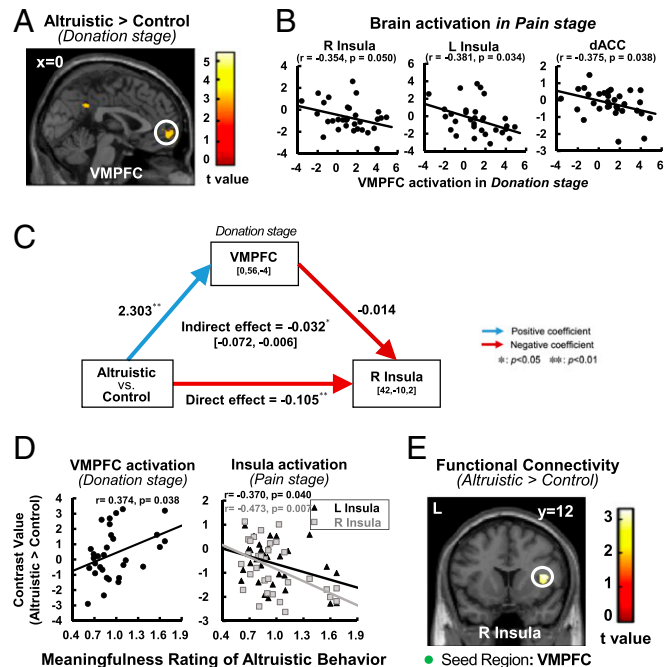 A
Altruistic > Control
(Donation stage)
x=0
VMPFC
5
4
3
2
1
0
t value
B
Brain activation in Pain stage
R Insula
(r = -0.354, p = 0.050)
L Insula
(r = -0.381, p = 0.034)
dACC
(r = -0.375, p = 0.038)
6
4
2
0
-2
-4
-4 -2 0 2 4 6
4
2
0
-2
-4
-4 -2 0 2 4 6
3
1
-1
-3
-5
-4 -2 0 2 4 6
VMPFC activation in Donation stage
C
Donation stage
VMPFC
[0,56,-4]
2.303**
-0.014
Indirect effect = -0.032*
[-0.072, -0.006]
Altruistic
vs.
Control
R Insula
[42,-10,2]
Direct effect = -0.105**
Positive coefficient
Negative coefficient
*: p<0.05 **: p<0.01
D
VMPFC activation
(Donation stage)
r= 0.374, p= 0.038
Insula activation
(Pain stage)
r= -0.370, p= 0.040
r= -0.473, p= 0.007
L Insula
R Insula
Contrast Value
(Altruistic > Control)
4
3
2
1
0
-1
-2
-3
0.4 0.7 1.0 1.3 1.6 1.9
2
1
0
-1
-2
-3
0.4 0.7 1.0 1.3 1.6 1.9
Meaningfulness Rating of Altruistic Behavior
E
Functional Connectivity
(Altruistic > Control)
L
y=12
R Insula
3
2
1
0
t value
Seed Region: VMPFC